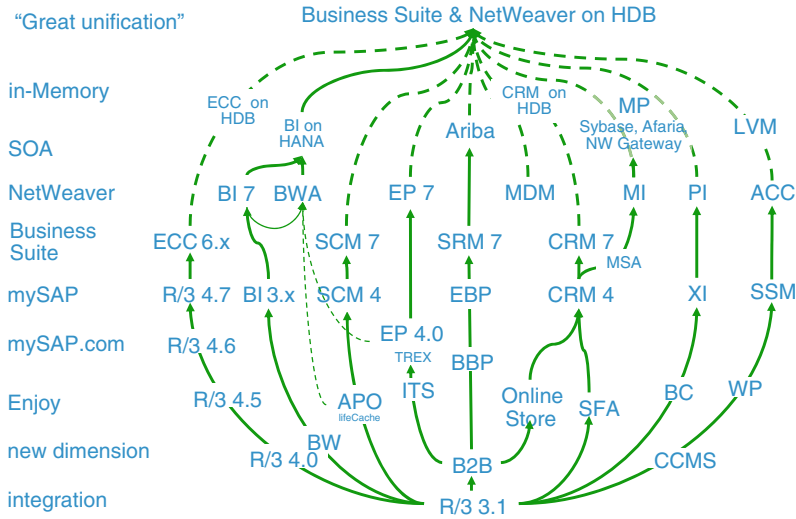 “Great unification”
Business Suite & NetWeaver on HDB
in-Memory
ECC on
HDB
BI on
HANA
CRM on
HDB
MP
Sybase, Afaria
NW Gateway
Ariba
LVM
SOA
NetWeaver
BI 7
BWA
EP 7
MDM
MI
PI
ACC
Business
Suite
ECC 6.x
SCM 7
SRM 7
CRM 7
MSA
mySAP
R/3 4.7
BI 3.x
SCM 4
EBP
CRM 4
XI
SSM
mySAP.com
R/3 4.6
EP 4.0
TREX
BBP
Enjoy
R/3 4.5
APO
lifeCache
ITS
Online
Store
SFA
BC
WP
new dimension
BW
R/3 4.0
B2B
CCMS
integration
R/3 3.1